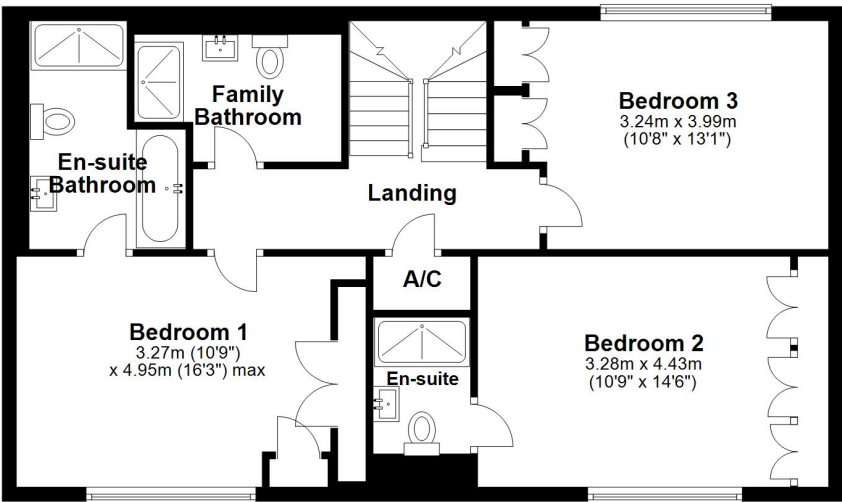 Family
Bathroom
En-suite
Bathroom
Landing
Bedroom 3
3.24m x 3.99m
(10'8" x 13'1")
A/C
Bedroom 1
3.27m (10'9")
x 4.95m (16'3") max
En-suite
Bedroom 2
3.28m x 4.43m
(10'9" x 14'6")